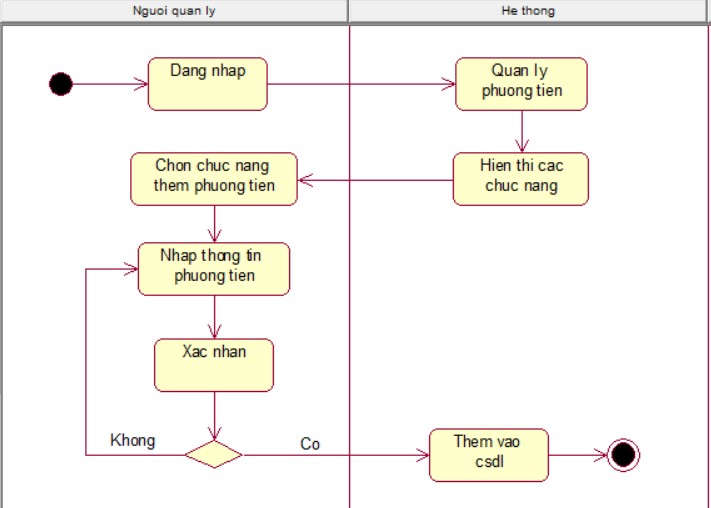 Nguoi quan ly
He thong
Dang nhap
Quan ly
phuong tien
Chon chuc nang
them phuong tien
Hien thi cac
chuc nang
Nhap thong tin
phuong tien
Xac nhan
Khong
Co
Them vao
csdl